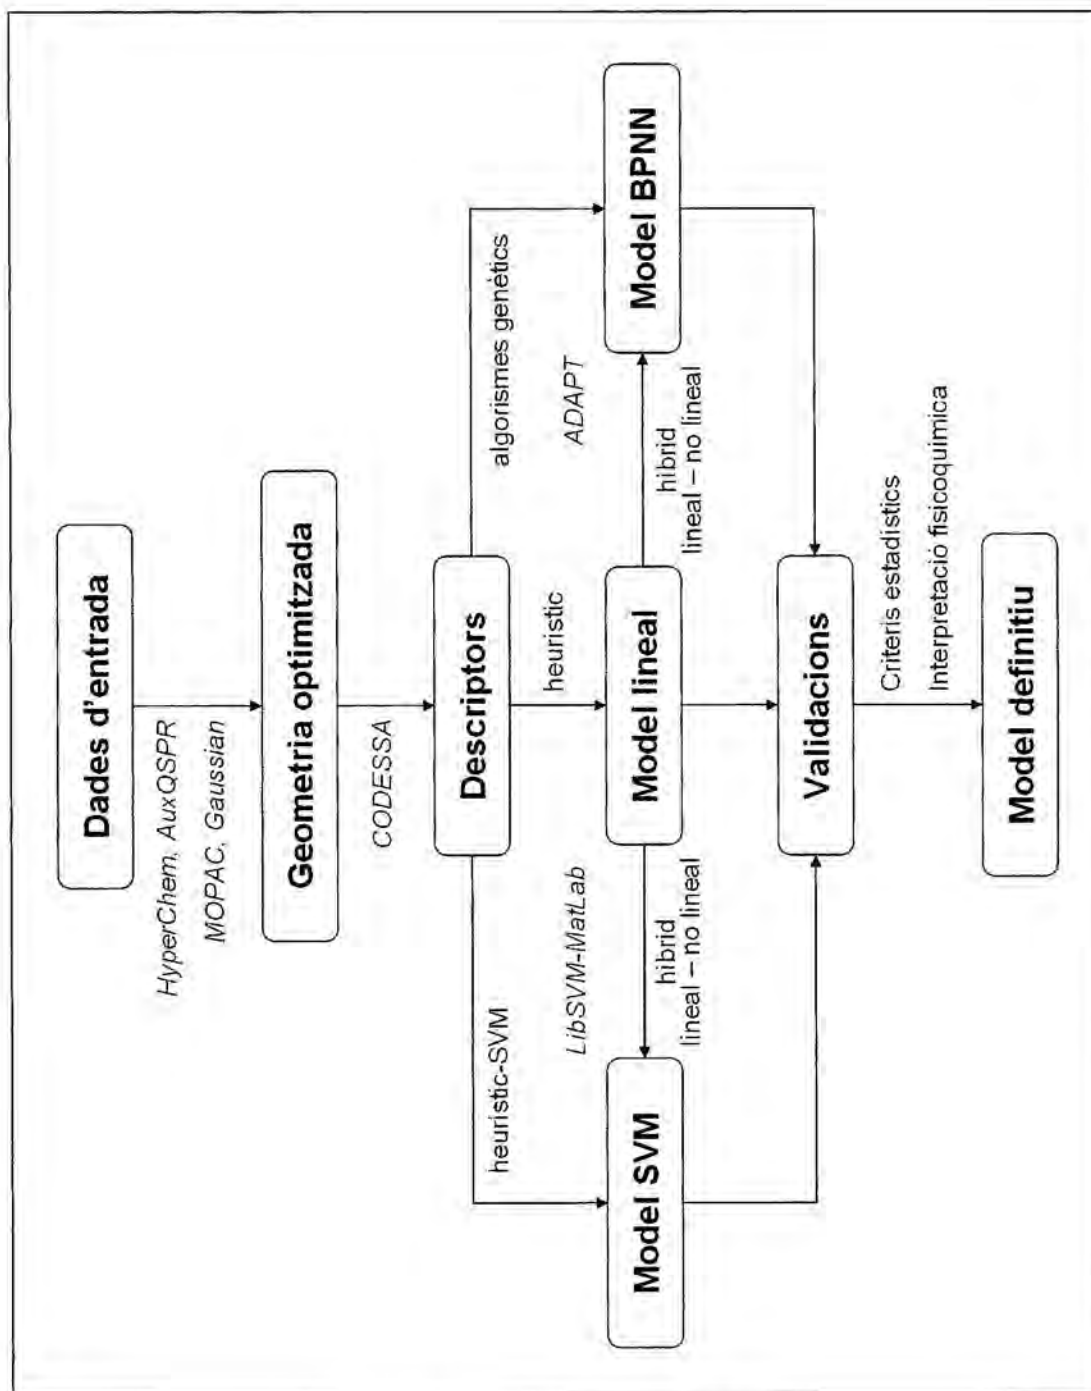 Dades d'entrada
HyperChem, AuxQSPR
MOPAC, Gaussian
Geometria optimitzada
CODESSA
Descriptors
heuristic-SVM
heuristic
algorismes genètics
LibSVM-MatLab
ADAPT
Model SVM
híbrid
lineal – no lineal
Model lineal
híbrid
lineal – no lineal
Model BPNN
Validacions
Criteris estadístics
Interpretació fisicoquímica
Model definitiu